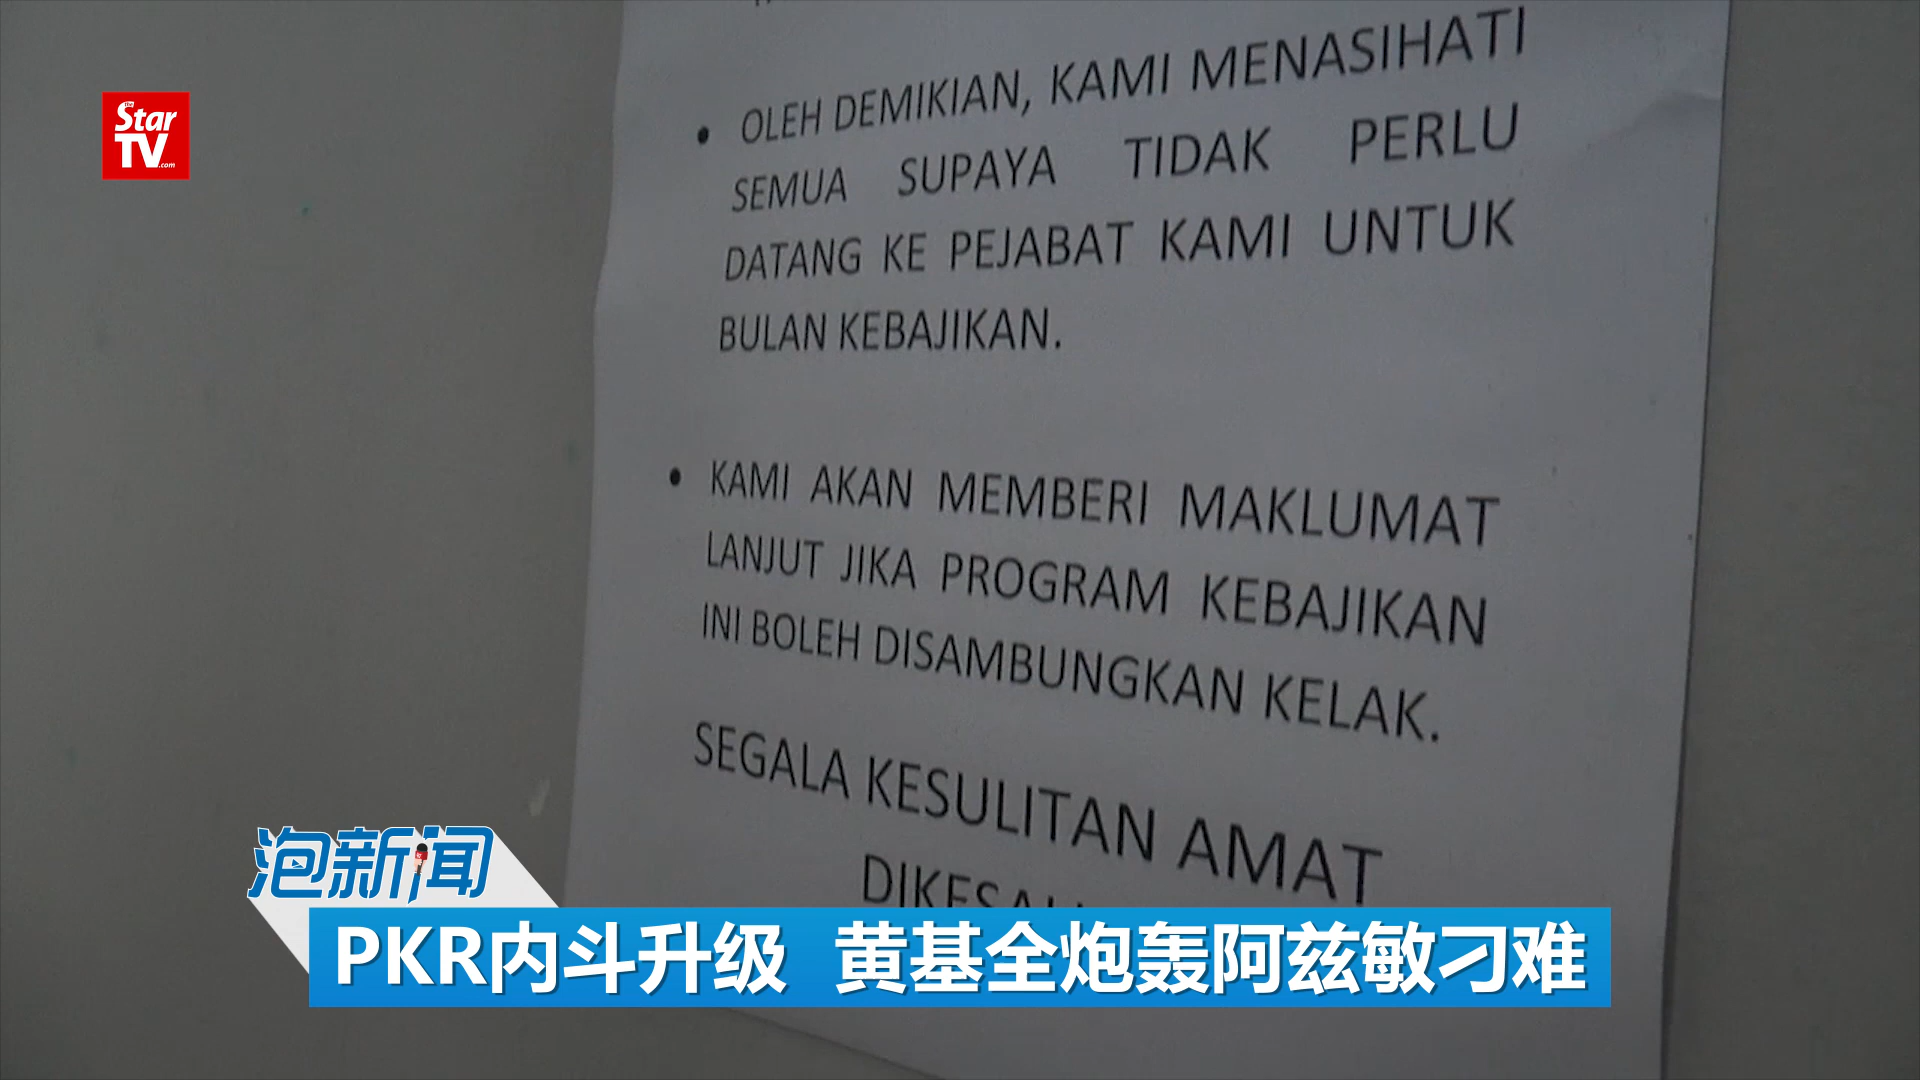 The
Star
TV
.com
• OLEH DEMIKIAN, KAMI MENASIHATI
SEMUA SUPAYA TIDAK PERLU
DATANG KE PEJABAT KAMI UNTUK
BULAN KEBAJIKAN.
• KAMI AKAN MEMBERI MAKLUMAT
LANJUT JIKA PROGRAM KEBAJIKAN
INI BOLEH DISAMBUNGKAN KELAK.
SEGALA KESULITAN AMAT
泡新闻
PKR内斗升级 黄基全炮轰阿兹敏刁难